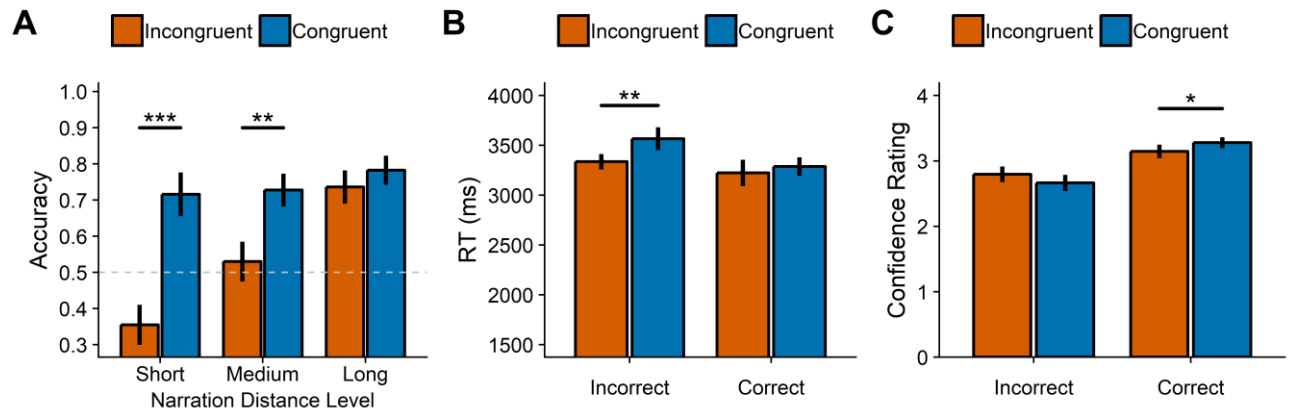 A
Incongruent Congruent
Accuracy
1.0
0.9
0.8
0.7
0.6
0.5
0.4
0.3
***
**
Short Medium Long
Narration Distance Level
B
Incongruent Congruent
RT (ms)
4000
3500
3000
2500
2000
1500
**
Incorrect Correct
C
Incongruent Congruent
Confidence Rating
4
3
2
1
0
*
Incorrect Correct